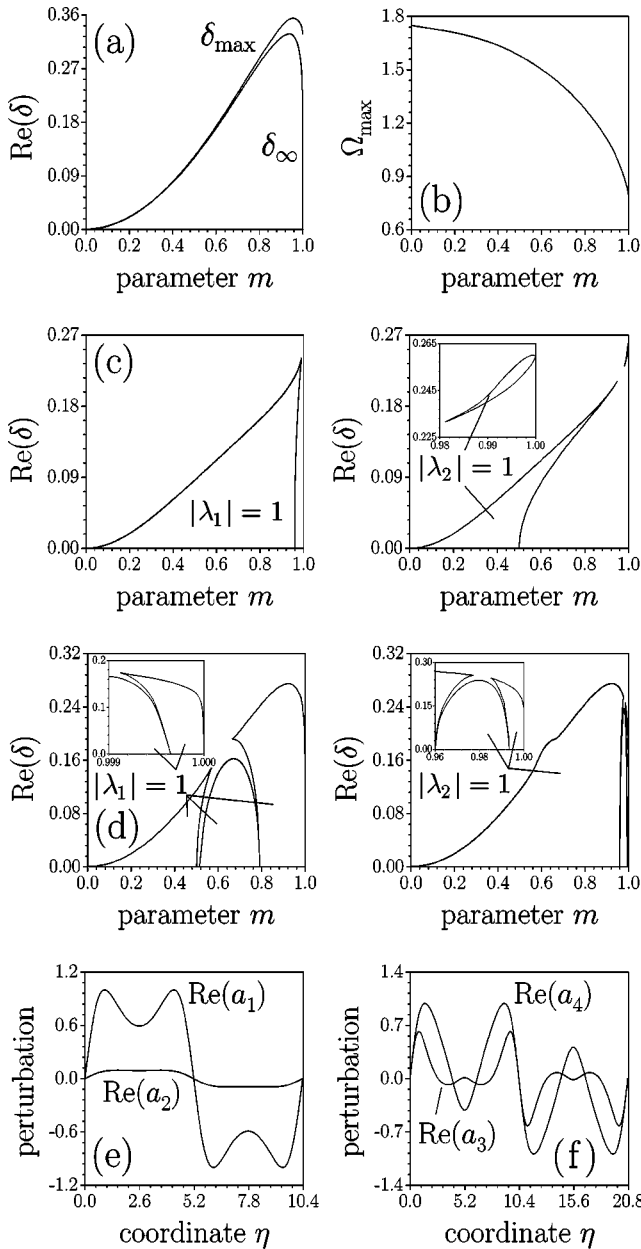 (a)
Re(δ)
0.36
0.27
0.18
0.09
0.00
δmax
δ∞
0.0 0.2 0.4 0.6 0.8 1.0
parameter m
(b)
Ωmax
1.8
1.5
1.2
0.9
0.6
0.0 0.2 0.4 0.6 0.8 1.0
parameter m
(c)
Re(δ)
0.27
0.18
0.09
0.00
|λ1| = 1
0.0 0.2 0.4 0.6 0.8 1.0
parameter m
Re(δ)
0.27
0.18
0.09
0.00
0.265
0.255
0.245
0.235
0.225
0.98 0.99 1.00
|λ2| = 1
0.0 0.2 0.4 0.6 0.8 1.0
parameter m
(d)
Re(δ)
0.32
0.24
0.16
0.08
0.00
0.2
0.1
0.0
0.999 1.000
|λ1| = 1
0.0 0.2 0.4 0.6 0.8 1.0
parameter m
Re(δ)
0.32
0.24
0.16
0.08
0.00
0.30
0.15
0.00
0.96 0.98 1.00
|λ2| = 1
0.0 0.2 0.4 0.6 0.8 1.0
parameter m
perturbation
1.2
0.6
0.0
-0.6
-1.2
Re(a1)
Re(a2)
(e)
0.0 2.6 5.2 7.8 10.4
coordinate η
perturbation
1.4
0.7
0.0
-0.7
-1.4
Re(a4)
Re(a3)
(f)
0.0 5.2 10.4 15.6 20.8
coordinate η